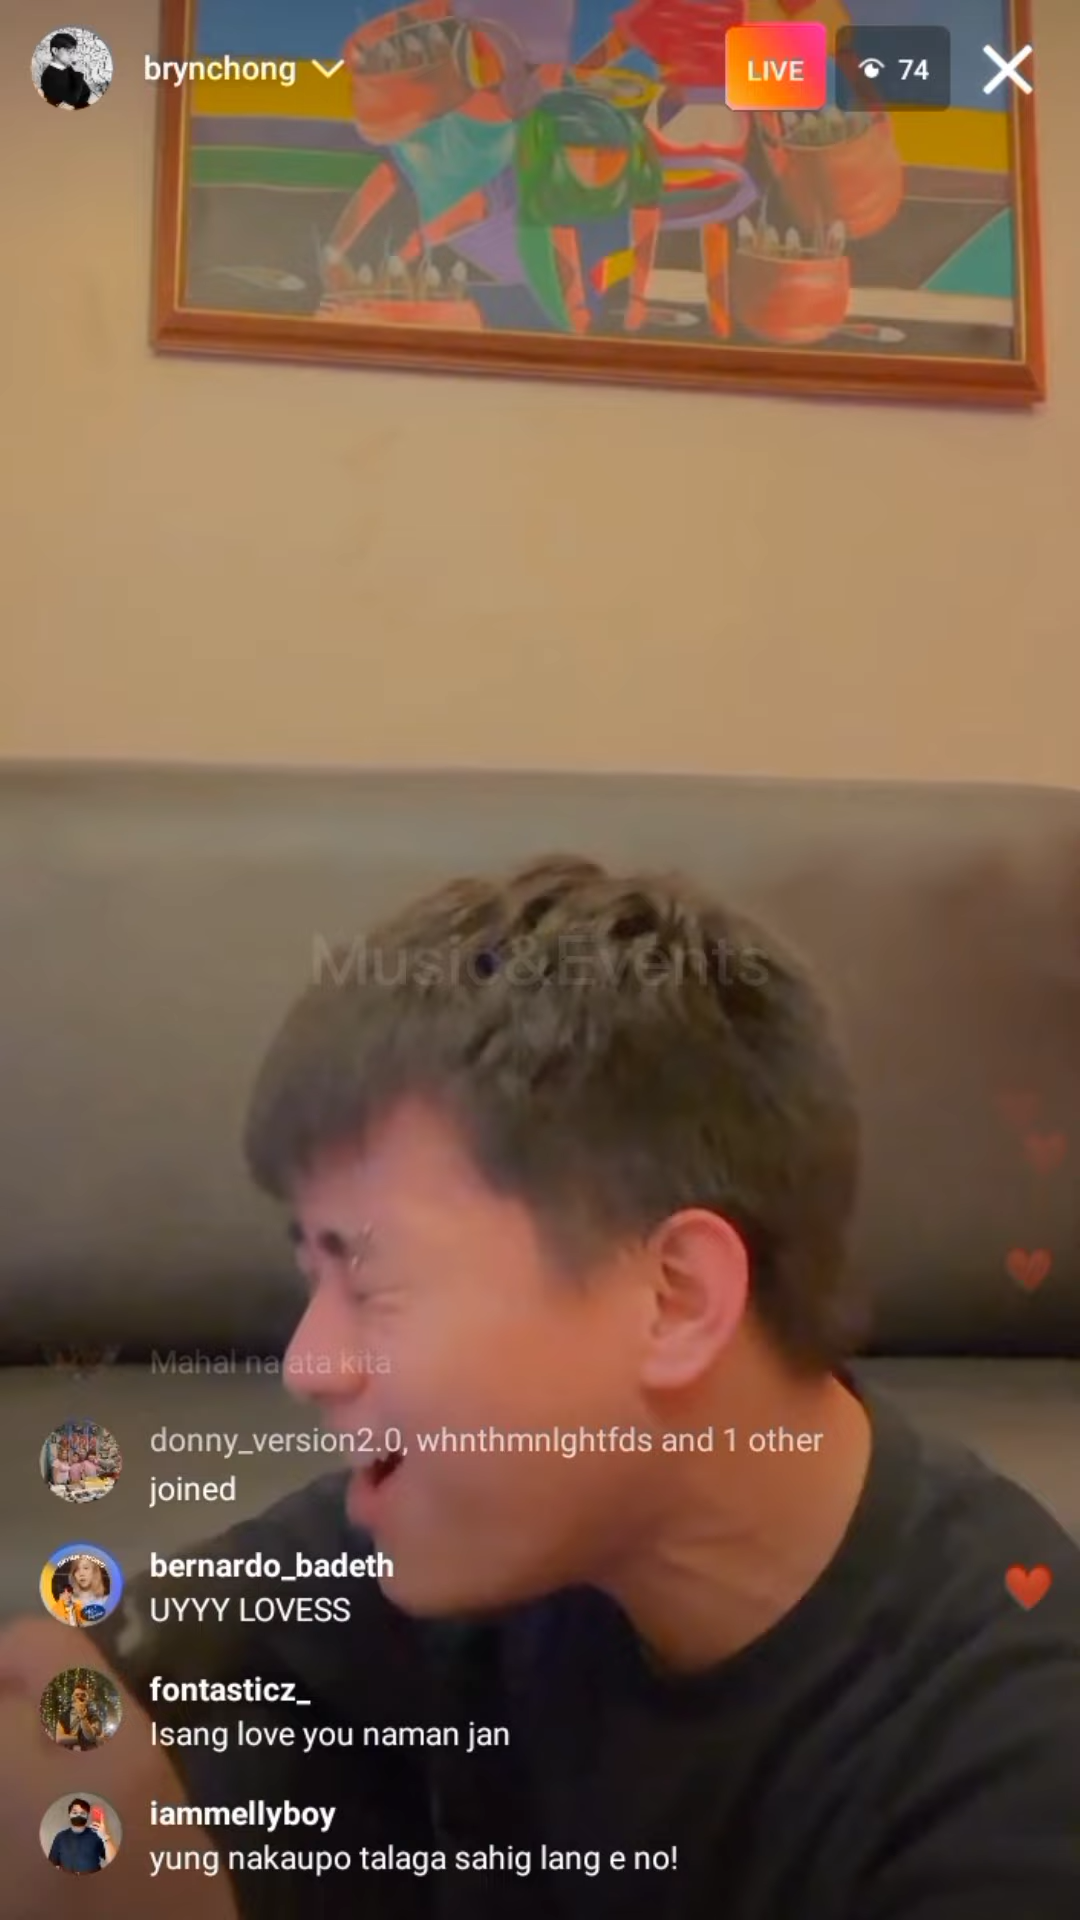 brynchong
LIVE
74
Music&Events
Mahal na ata kita
donny_version2.0, whnthmnlghtfds and 1 other
joined
bernardo_badeth
UYYY LOVESS
fontasticz_
Isang love you naman jan
iammellyboy
yung nakaupo talaga sahig lang e no!